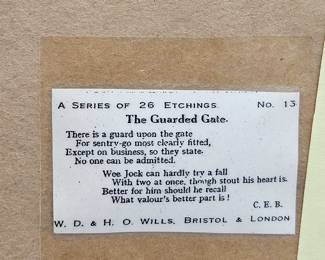 A SERIES OF 26 ETCHINGS. No. 13
The Guarded Gate.
There is a guard upon the gate
For sentry-go most clearly fitted,
Except on business, so they state.
No one can be admitted.
Wee Jock can hardly try a fall
With two at once, though stout his heart is.
Better for him should he recall
What valour's better part is !
C. E. B.
W. D. & H. O. WILLS, BRISTOL & LONDON